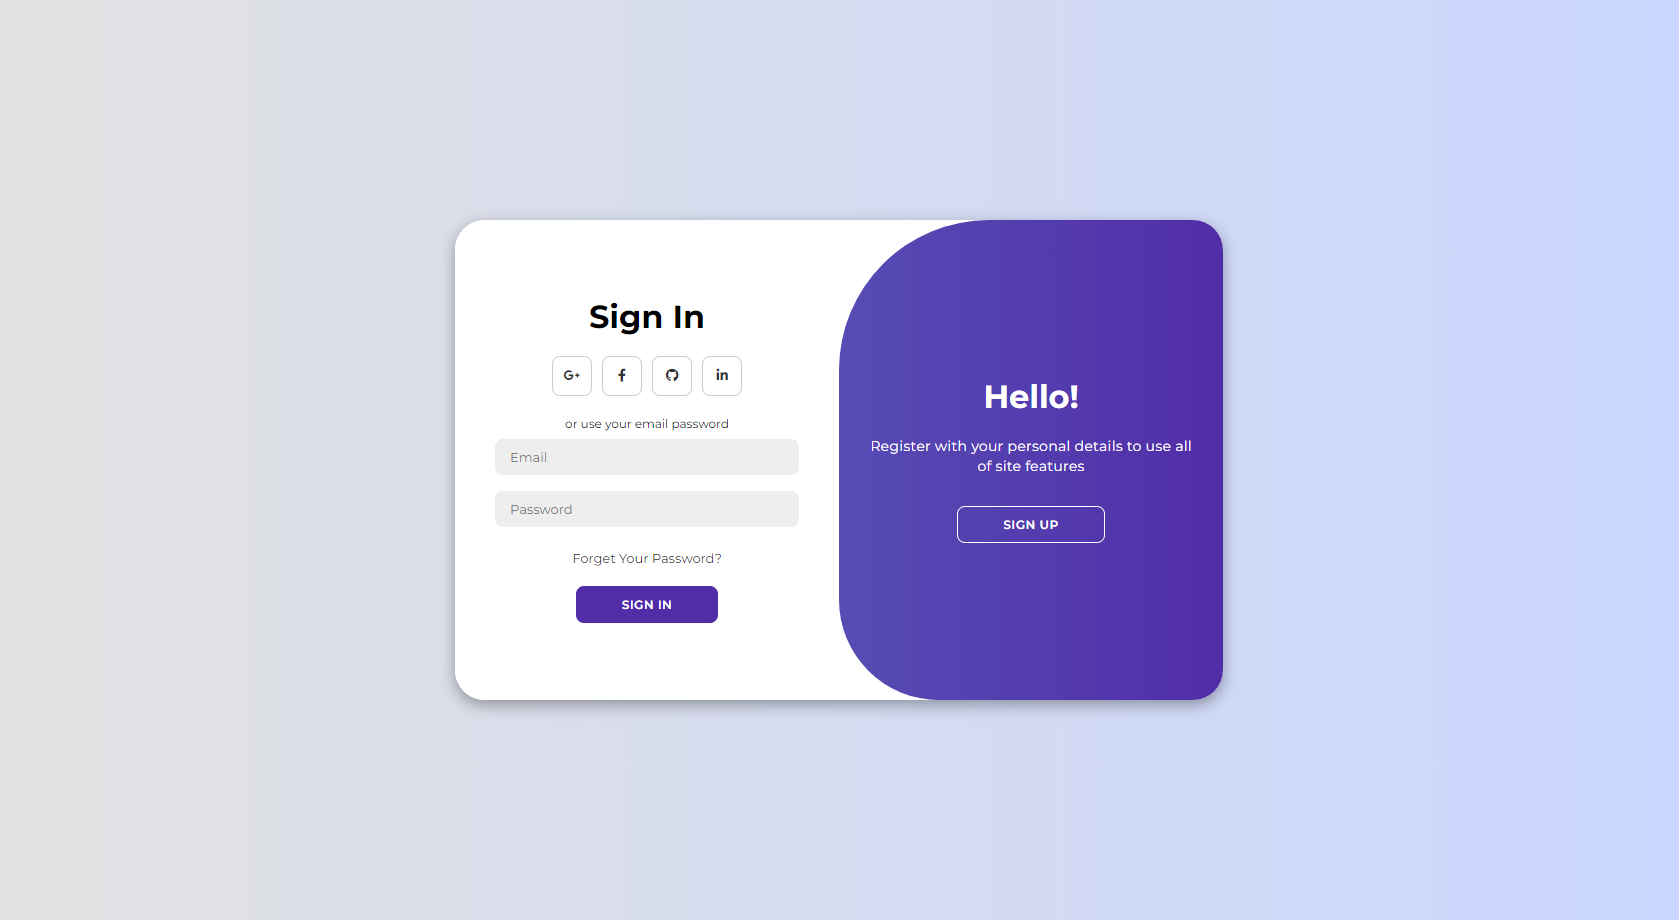 Sign In
G+ f in
or use your email password
Email
Password
Forget Your Password?
SIGN IN
Hello!
Register with your personal details to use all
of site features
SIGN UP